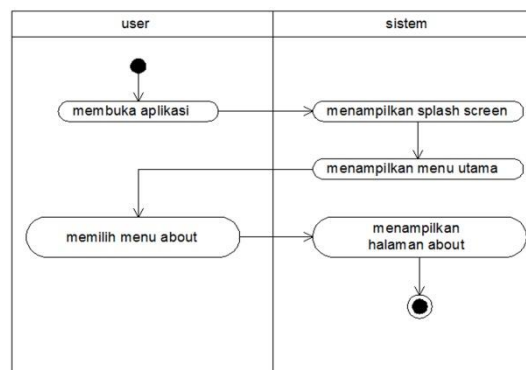 user
sistem
membuka aplikasi
menampilkan splash screen
menampilkan menu utama
memilih menu about
menampilkan
halaman about